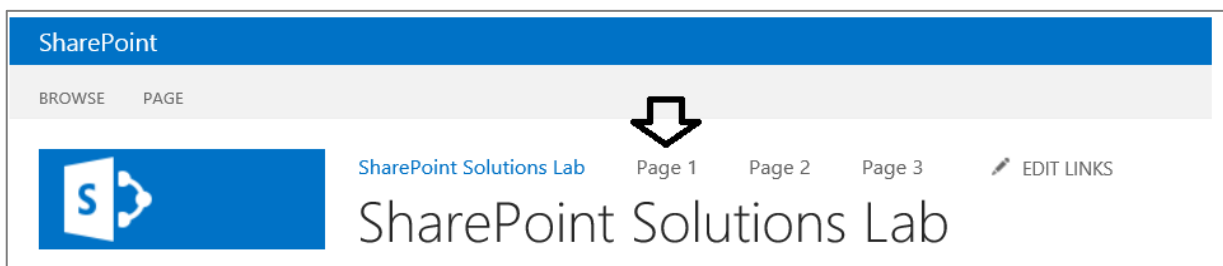 SharePoint
BROWSE PAGE
SharePoint Solutions Lab Page 1 Page 2 Page 3 EDIT LINKS
S
SharePoint Solutions Lab